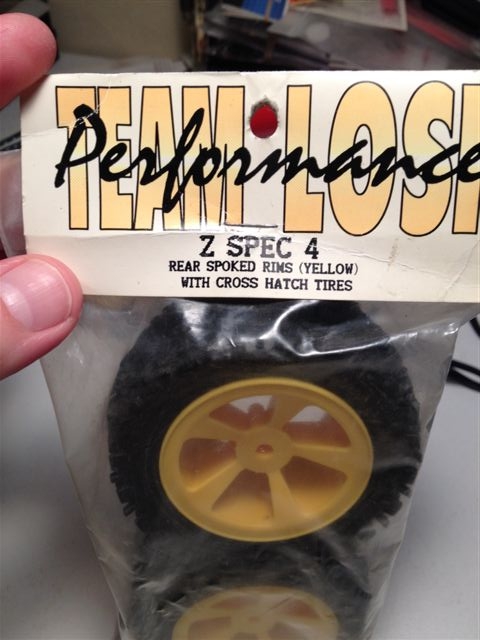 TEAM LOSI
Performance
Z SPEC 4
REAR SPOKED RIMS (YELLOW)
WITH CROSS HATCH TIRES